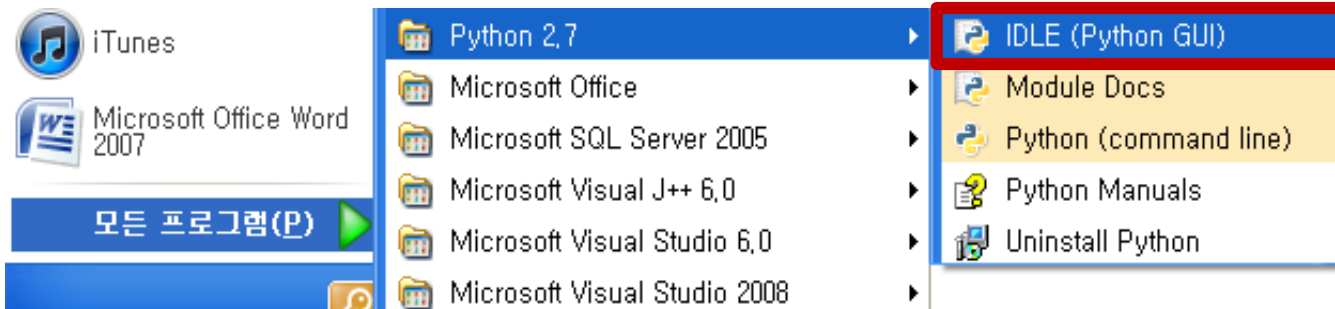 iTunes
Microsoft Office Word
2007
모든 프로그램(P)
Python 2,7
Microsoft Office
Microsoft SQL Server 2005
Microsoft Visual J++ 6,0
Microsoft Visual Studio 6,0
Microsoft Visual Studio 2008
IDLE (Python GUI)
Module Docs
Python (command line)
Python Manuals
Uninstall Python